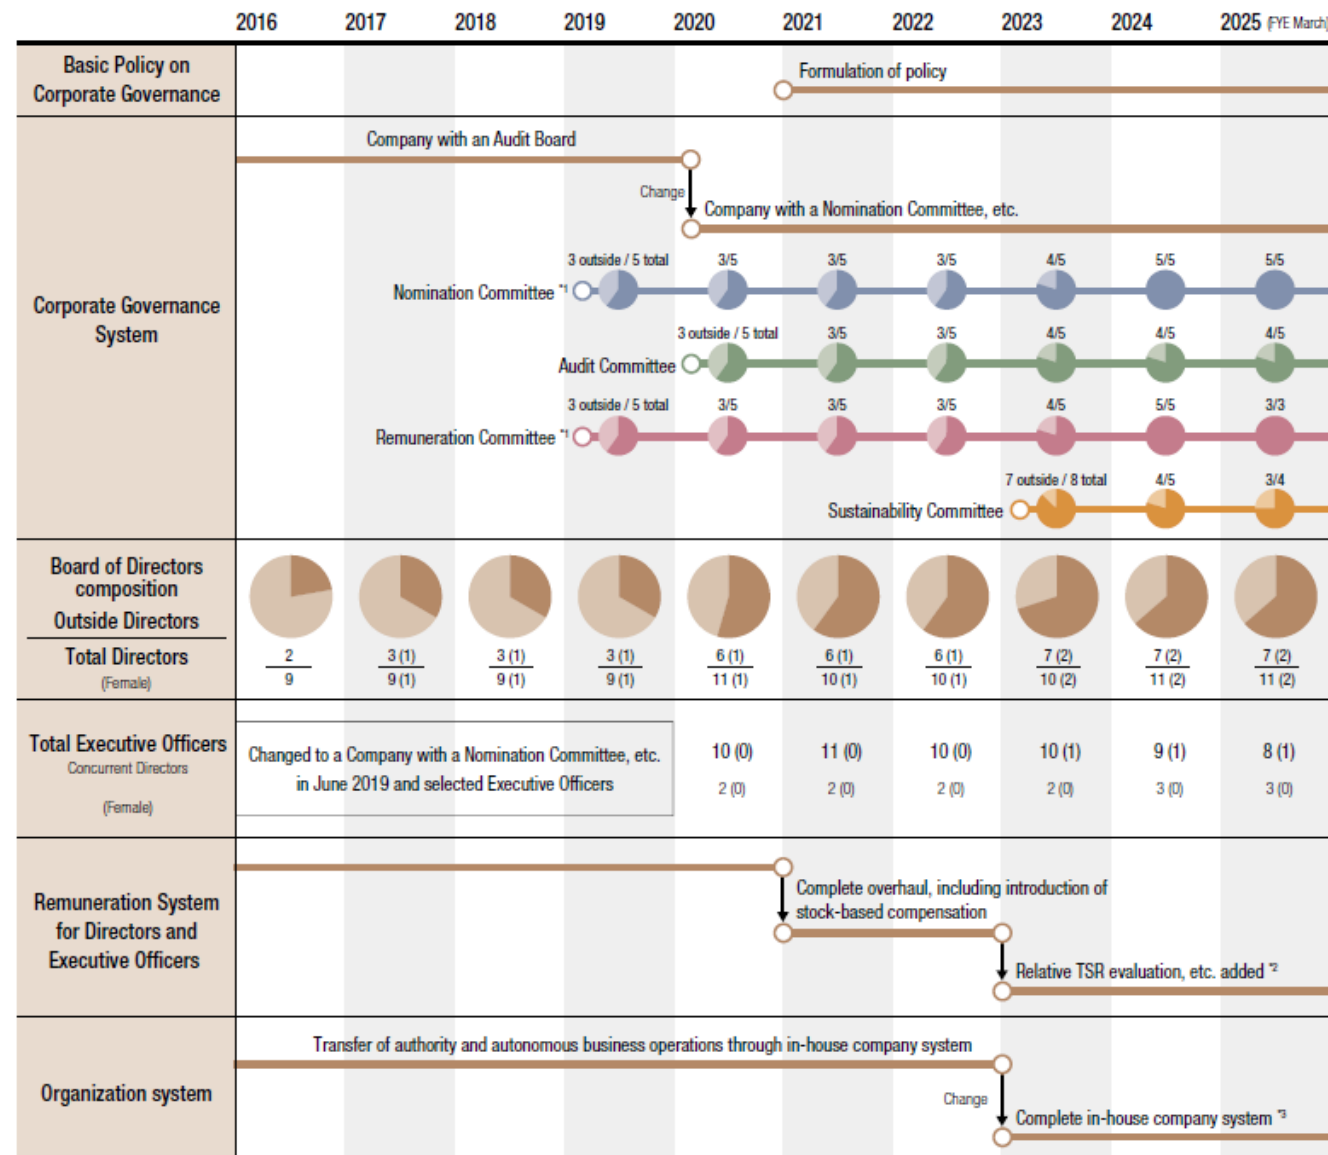 2016 2017 2018 2019 2020 2021 2022 2023 2024 2025 (FYE March)
Basic Policy on
Corporate Governance
Formulation of policy
Corporate Governance
System
Company with an Audit Board
Change
Company with a Nomination Committee, etc.
3 outside / 5 total 3/5 3/5 3/5 4/5 5/5 5/5
Nomination Committee *1
3 outside / 5 total 3/5 3/5 4/5 4/5 4/5
Audit Committee
3 outside / 5 total 3/5 3/5 3/5 4/5 5/5 3/3
Remuneration Committee *1
7 outside / 8 total 4/5 3/4
Sustainability Committee
Board of Directors
composition
Outside Directors
Total Directors
(Female)
2 3 (1) 3 (1) 3 (1) 6 (1) 6 (1) 6 (1) 7 (2) 7 (2) 7 (2)
9 9 (1) 9 (1) 9 (1) 11 (1) 10 (1) 10 (1) 10 (2) 11 (2) 11 (2)
Total Executive Officers
Concurrent Directors
(Female)
Changed to a Company with a Nomination Committee, etc.
in June 2019 and selected Executive Officers
10 (0) 11 (0) 10 (0) 10 (1) 9 (1) 8 (1)
2 (0) 2 (0) 2 (0) 2 (0) 3 (0) 3 (0)
Remuneration System
for Directors and
Executive Officers
Complete overhaul, including introduction of
stock-based compensation
Relative TSR evaluation, etc. added *2
Organization system
Transfer of authority and autonomous business operations through in-house company system
Change
Complete in-house company system *3